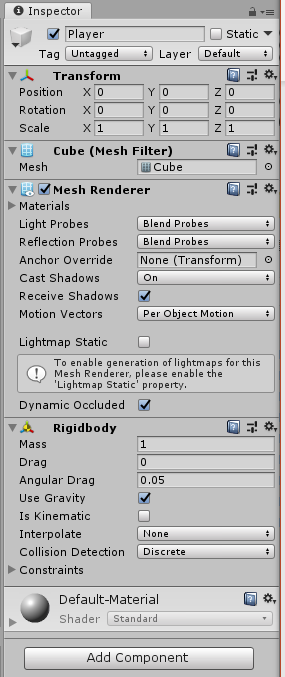 Inspector
Player Static
Tag Untagged Layer Default
Transform
Position X 0 Y 0 Z 0
Rotation X 0 Y 0 Z 0
Scale X 1 Y 1 Z 1
Cube (Mesh Filter)
Mesh Cube
Mesh Renderer
Materials
Light Probes Blend Probes
Reflection Probes Blend Probes
Anchor Override None (Transform)
Cast Shadows On
Receive Shadows
Motion Vectors Per Object Motion
Lightmap Static
To enable generation of lightmaps for this
Mesh Renderer, please enable the
'Lightmap Static' property.
Dynamic Occluded
Rigidbody
Mass 1
Drag 0
Angular Drag 0.05
Use Gravity
Is Kinematic
Interpolate None
Collision Detection Discrete
Constraints
Default-Material
Shader Standard
Add Component